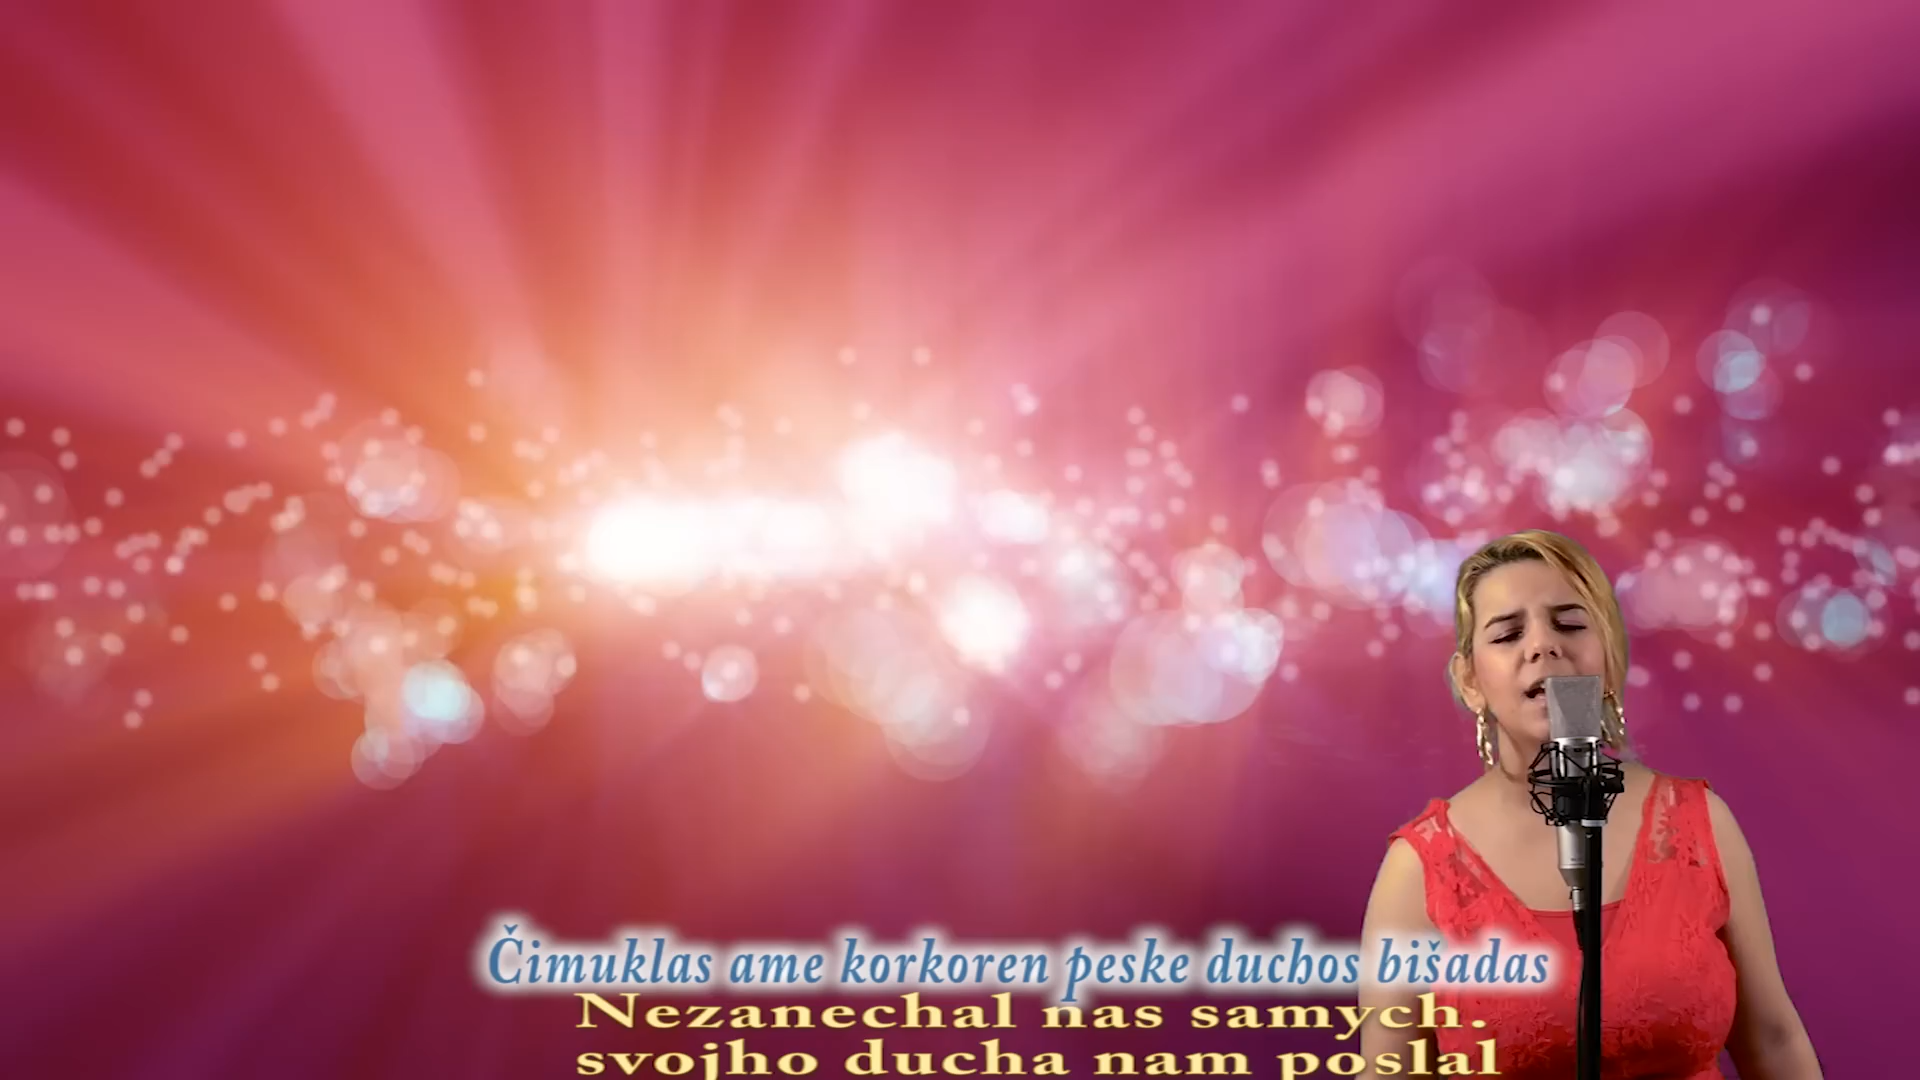 Čimuklas ame korkoren peske duchos bišadas
Nezanechal nas samych.
svojho ducha nam poslal